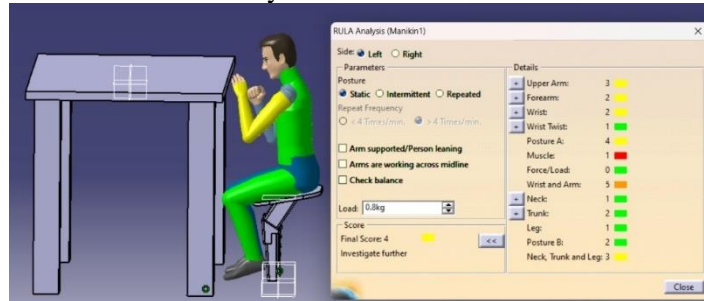 RULA Analysis (Manikin1)
Side: Left Right
Parameters
Posture
Static Intermittent Repeated
Repeat Frequency
< 4 Times/min. > 4 Times/min.
Arm supported/Person leaning
Arms are working across midline
Check balance
Load: 0.8kg
Score
Final Score: 4
Investigate further
<<
Details
+ Upper Arm: 3
+ Forearm: 2
+ Wrist: 2
+ Wrist Twist: 1
Posture A: 4
Muscle: 1
Force/Load: 0
Wrist and Arm: 5
+ Neck: 1
+ Trunk: 2
Leg: 1
Posture B: 2
Neck, Trunk and Leg: 3
Close